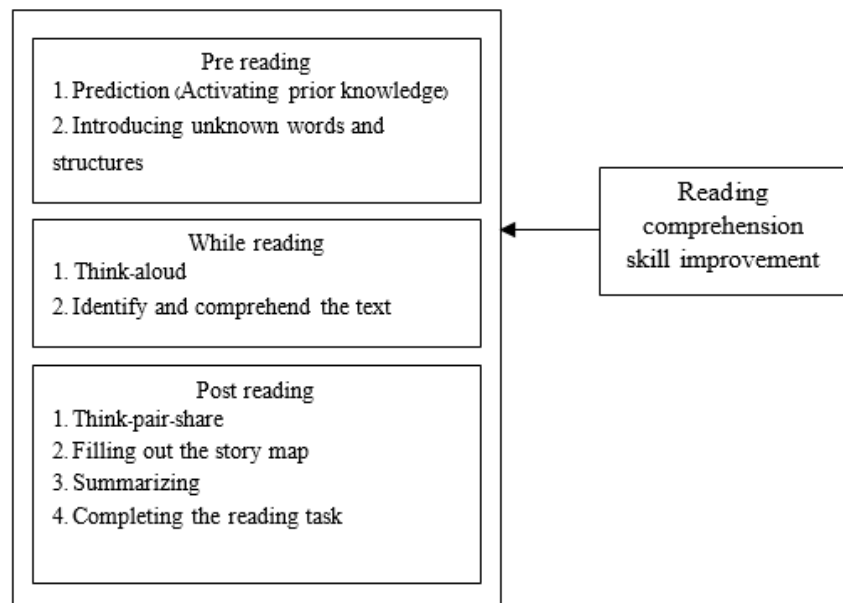 Pre reading
1. Prediction (Activating prior knowledge)
2. Introducing unknown words and
structures
While reading
1. Think-aloud
2. Identify and comprehend the text
Post reading
1. Think-pair-share
2. Filling out the story map
3. Summarizing
4. Completing the reading task
Reading
comprehension
skill improvement